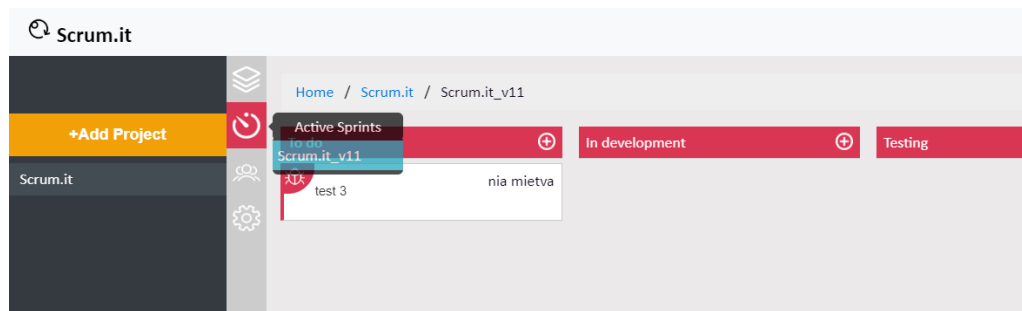 Scrum.it
Home / Scrum.it / Scrum.it_v11
+Add Project
Active Sprints
To do
In development
Testing
Scrum.it_v11
Scrum.it
test 3
nia mietva